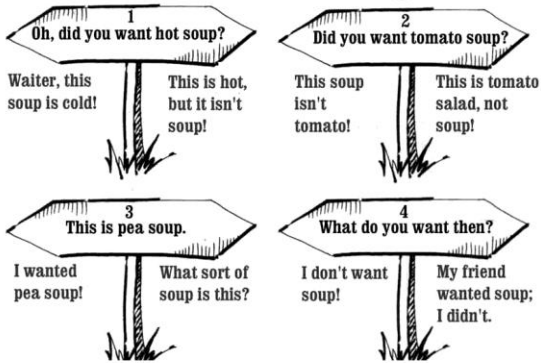 1
Oh, did you want hot soup?
Waiter, this
soup is cold!
This is hot,
but it isn't
soup!
2
Did you want tomato soup?
This soup
isn't
tomato!
This is tomato
salad, not
soup!
3
This is pea soup.
I wanted
pea soup!
What sort of
soup is this?
4
What do you want then?
I don't want
soup!
My friend
wanted soup;
I didn't.